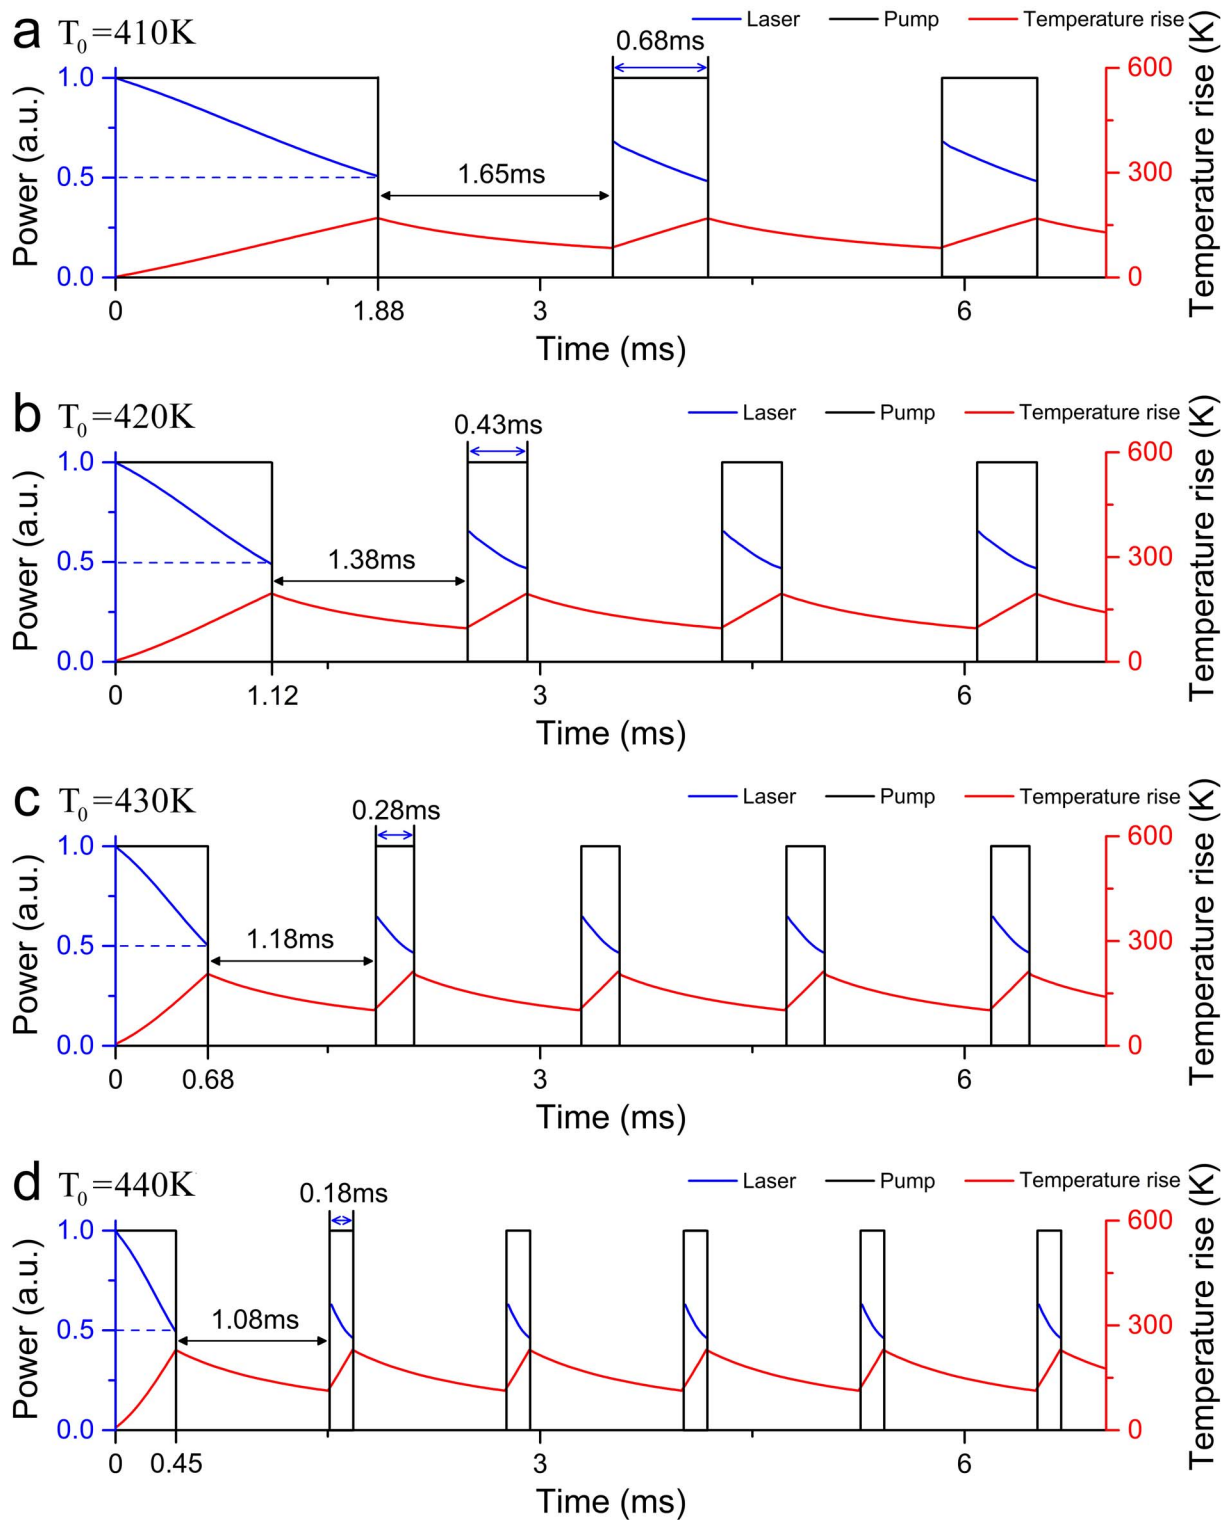 a T₀=410K
Laser Pump Temperature rise
0.68ms
Power (a.u.)
1.0
0.5
0.0
1.65ms
600
300
0
Temperature rise (K)
0 1.88 3 6
Time (ms)
b T₀=420K
Laser Pump Temperature rise
0.43ms
Power (a.u.)
1.0
0.5
0.0
1.38ms
600
300
0
Temperature rise (K)
0 1.12 3 6
Time (ms)
c T₀=430K
Laser Pump Temperature rise
0.28ms
Power (a.u.)
1.0
0.5
0.0
1.18ms
600
300
0
Temperature rise (K)
0 0.68 3 6
Time (ms)
d T₀=440K
Laser Pump Temperature rise
0.18ms
Power (a.u.)
1.0
0.5
0.0
1.08ms
600
300
0
Temperature rise (K)
0 0.45 3 6
Time (ms)